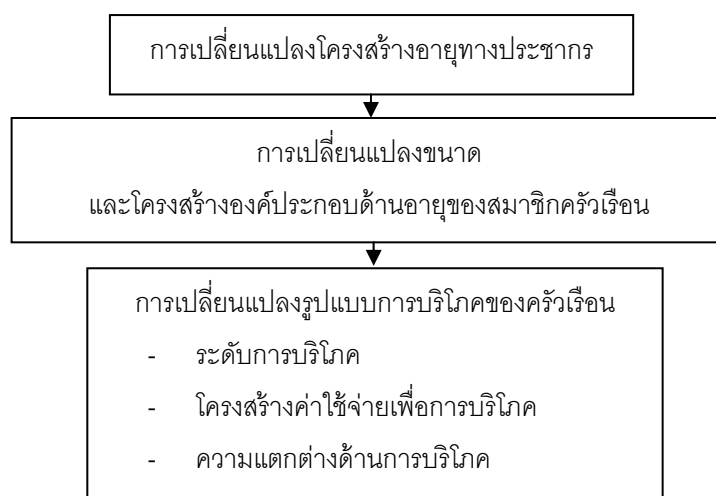 การเปลี่ยนแปลงโครงสร้างอายุทางประชากร
การเปลี่ยนแปลงขนาด
และโครงสร้างองค์ประกอบด้านอายุของสมาชิกครัวเรือน
การเปลี่ยนแปลงรูปแบบการบริโภคของครัวเรือน
- ระดับการบริโภค
- โครงสร้างค่าใช้จ่ายเพื่อการบริโภค
- ความแตกต่างด้านการบริโภค